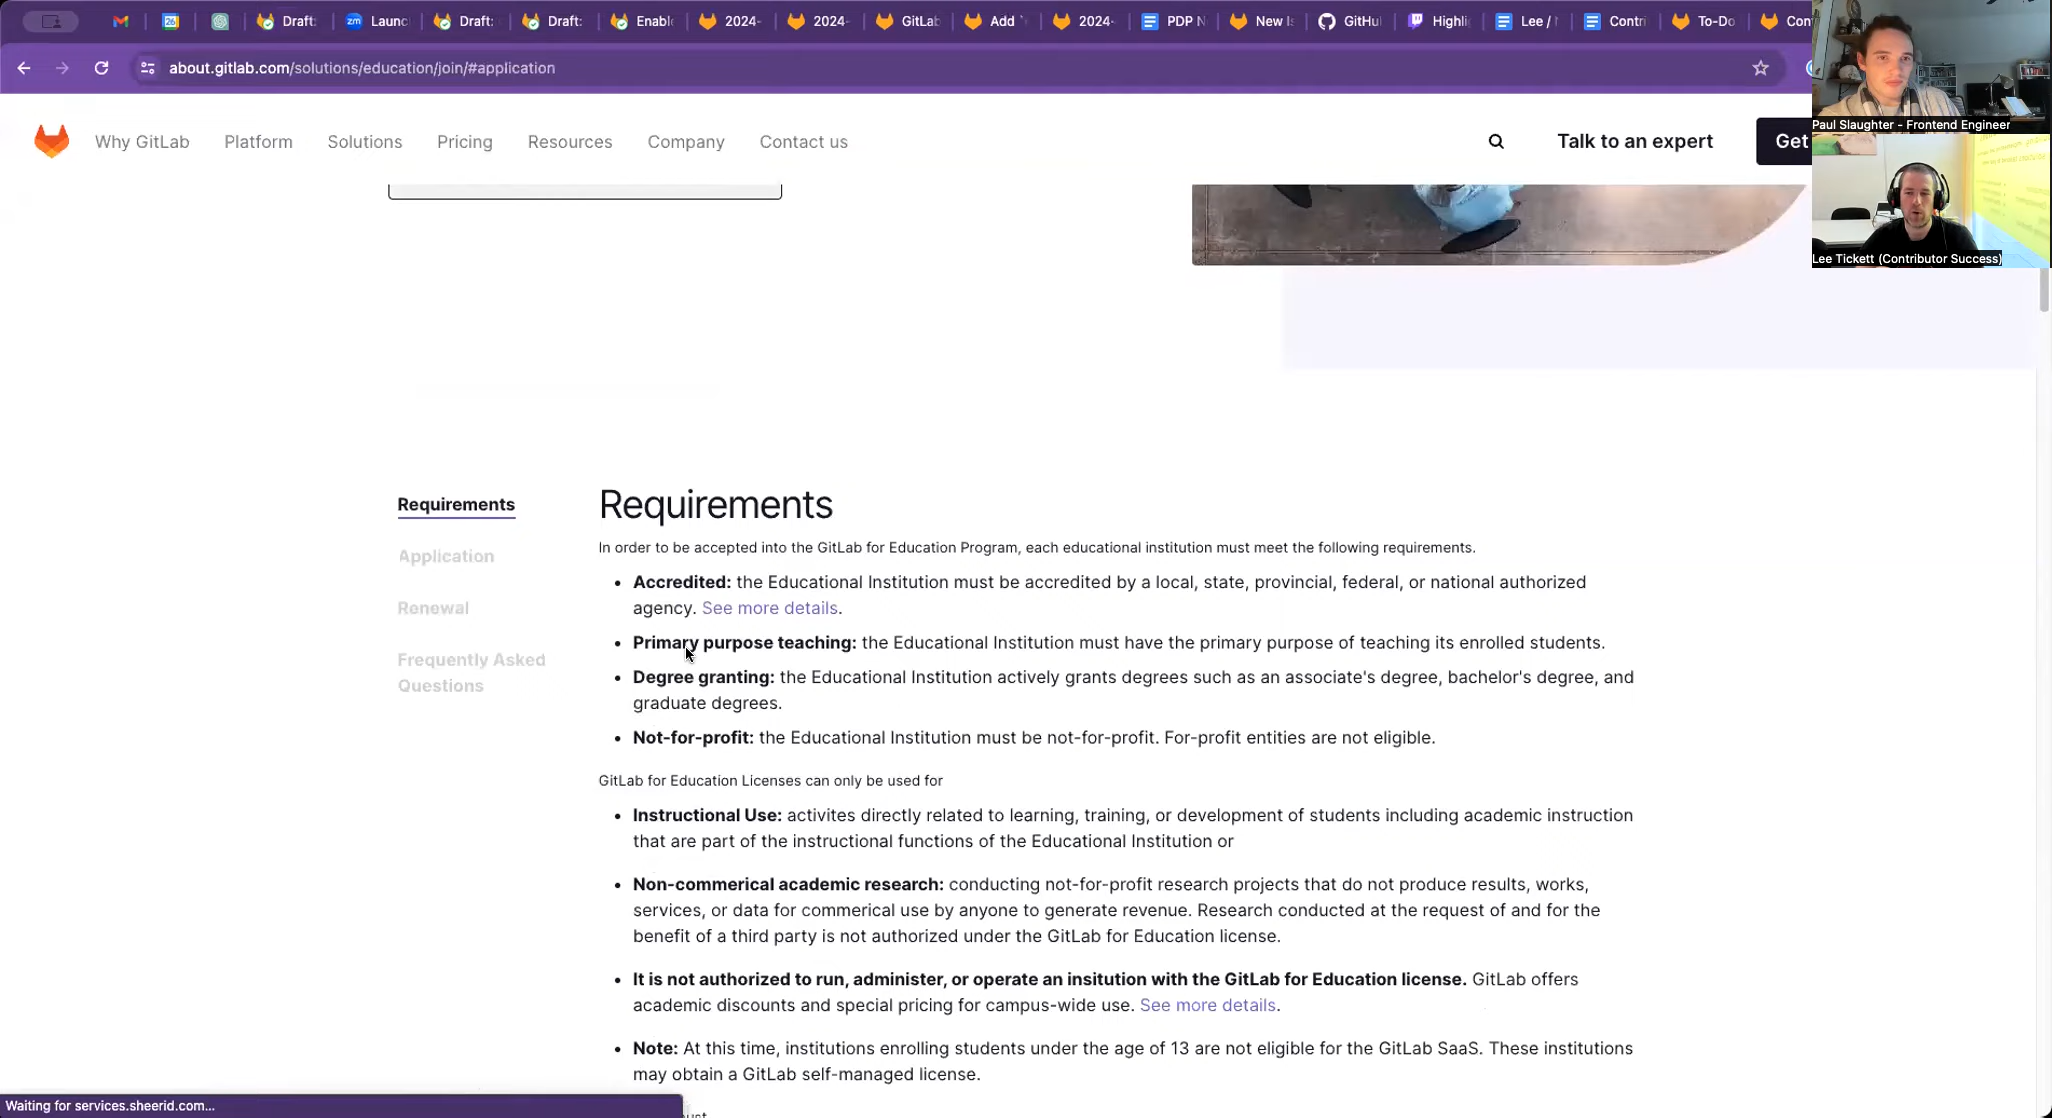 Draft:
zm Launc
Draft:
Draft:
Enabl
2024-
2024-
GitLab
Add
2024-
PDP N
New Is
GitHu
Highli
Lee /
Contri
To-Do
Con
about.gitlab.com/solutions/education/join/#application
Why GitLab
Platform
Solutions
Pricing
Resources
Company
Contact us
Talk to an expert
Get
Paul Slaughter - Frontend Engineer
Lee Tickett (Contributor Success)
Requirements
Application
Renewal
Frequently Asked
Questions
Requirements
In order to be accepted into the GitLab for Education Program, each educational institution must meet the following requirements.
• Accredited: the Educational Institution must be accredited by a local, state, provincial, federal, or national authorized
agency. See more details.
• Primary purpose teaching: the Educational Institution must have the primary purpose of teaching its enrolled students.
• Degree granting: the Educational Institution actively grants degrees such as an associate's degree, bachelor's degree, and
graduate degrees.
• Not-for-profit: the Educational Institution must be not-for-profit. For-profit entities are not eligible.
GitLab for Education Licenses can only be used for
• Instructional Use: activites directly related to learning, training, or development of students including academic instruction
that are part of the instructional functions of the Educational Institution or
• Non-commerical academic research: conducting not-for-profit research projects that do not produce results, works,
services, or data for commerical use by anyone to generate revenue. Research conducted at the request of and for the
benefit of a third party is not authorized under the GitLab for Education license.
• It is not authorized to run, administer, or operate an insitution with the GitLab for Education license. GitLab offers
academic discounts and special pricing for campus-wide use. See more details.
• Note: At this time, institutions enrolling students under the age of 13 are not eligible for the GitLab SaaS. These institutions
may obtain a GitLab self-managed license.
Waiting for services.sheerid.com...